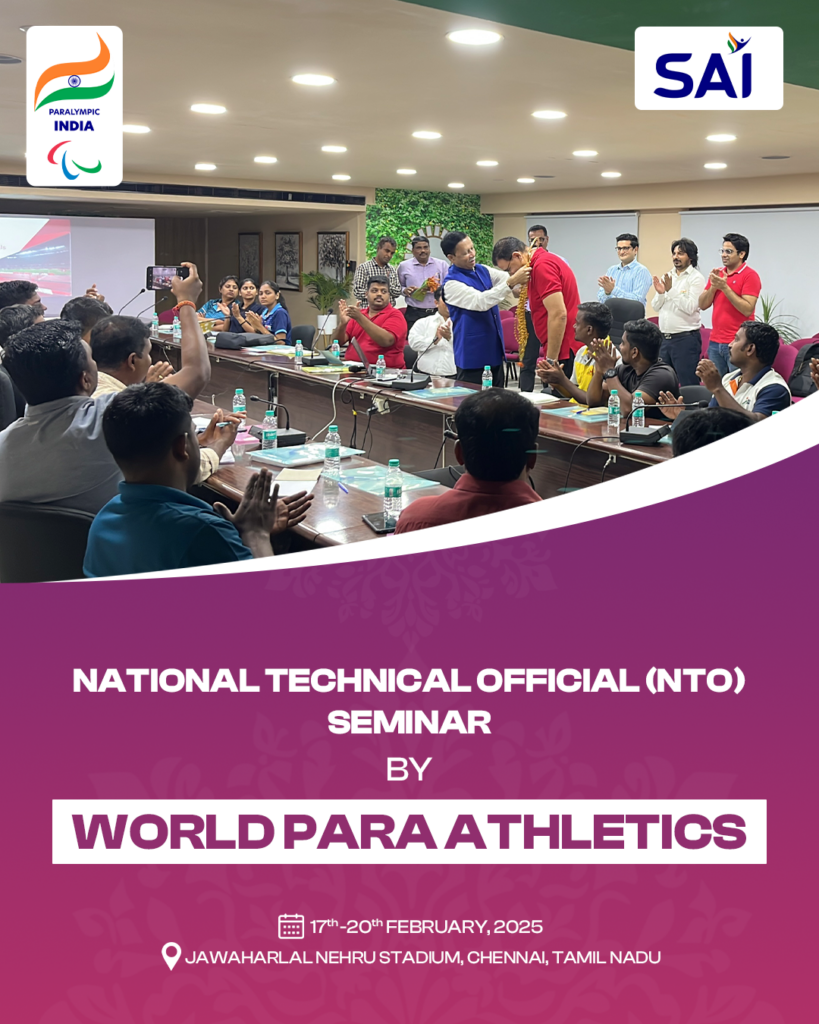 PARALYMPIC
INDIA
SAI
NATIONAL TECHNICAL OFFICIAL (NTO)
SEMINAR
BY
WORLD PARA ATHLETICS
17th-20th FEBRUARY, 2025
JAWAHARLAL NEHRU STADIUM, CHENNAI, TAMIL NADU